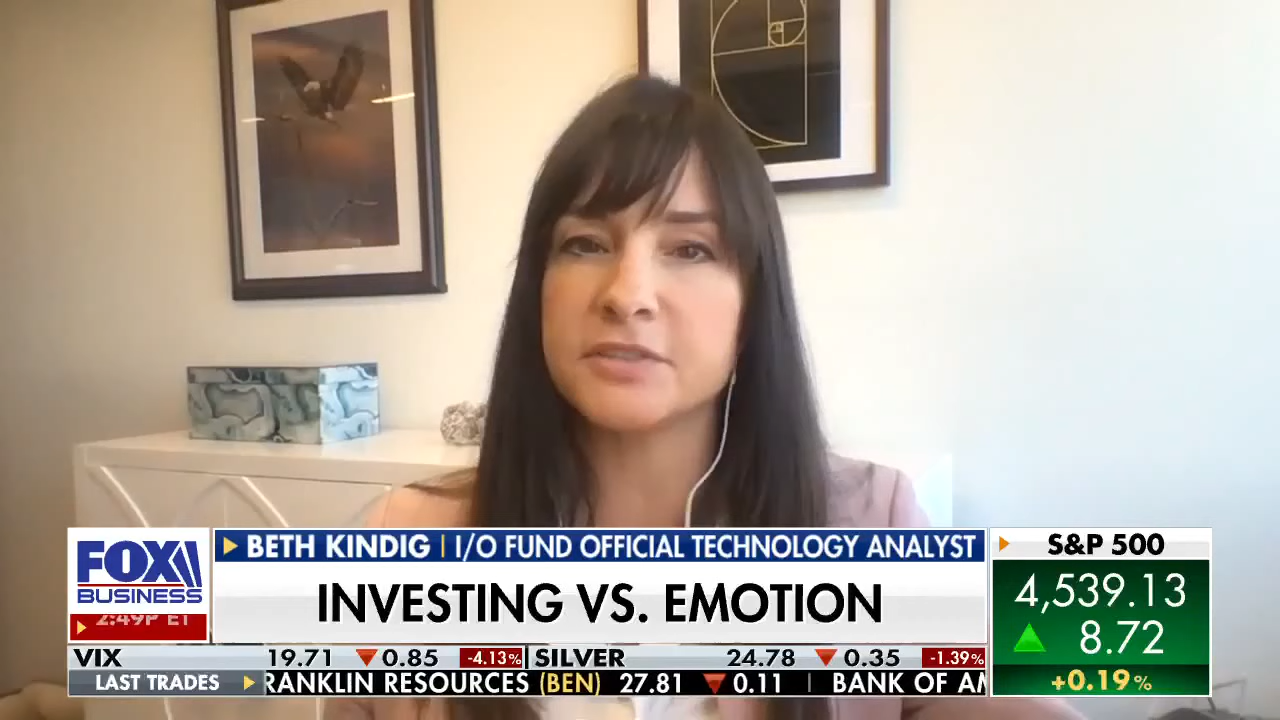 BETH KINDIG | I/O FUND OFFICIAL TECHNOLOGY ANALYST
INVESTING VS. EMOTION
FOX
BUSINESS
2:49P ET
S&P 500
4,539.13
8.72
+0.19%
VIX 19.71 0.85 -4.13% SILVER 24.78 0.35 -1.39%
LAST TRADES RANKLIN RESOURCES (BEN) 27.81 0.11 | BANK OF AM